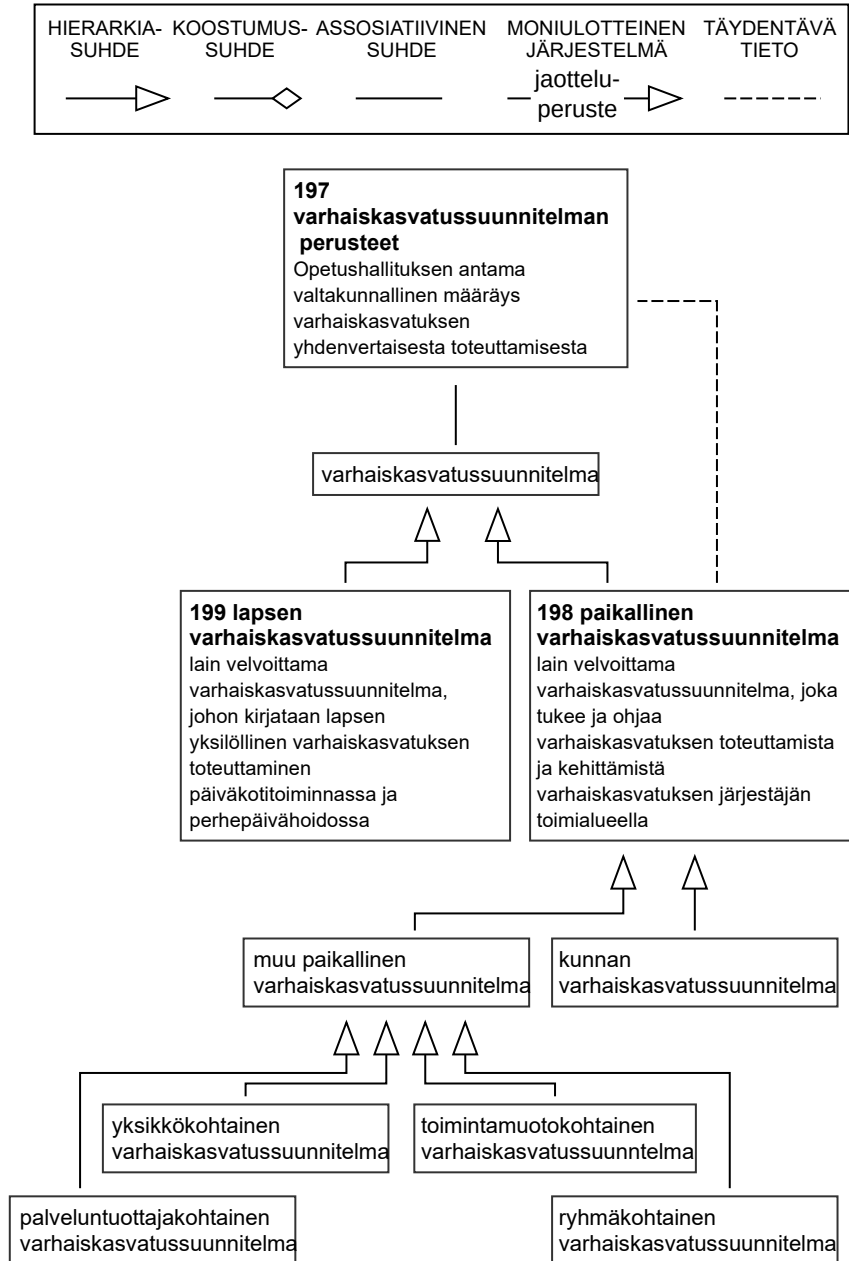 HIERARKIA-
SUHDE
KOOSTUMUS-
SUHDE
ASSOSIATIIVINEN
SUHDE
MONIULOTTEINEN
JÄRJESTELMÄ
jaottelu-
peruste
TÄYDENTÄVÄ
TIETO
197
varhaiskasvatussuunnitelman
perusteet
Opetushallituksen antama
valtakunnallinen määräys
varhaiskasvatuksen
yhdenvertaisesta toteuttamisesta
varhaiskasvatussuunnitelma
199 lapsen
varhaiskasvatussuunnitelma
lain velvoittama
varhaiskasvatussuunnitelma,
johon kirjataan lapsen
yksilöllinen varhaiskasvatuksen
toteuttaminen
päiväkotitoiminnassa ja
perhepäivähoidossa
198 paikallinen
varhaiskasvatussuunnitelma
lain velvoittama
varhaiskasvatussuunnitelma, joka
tukee ja ohjaa
varhaiskasvatuksen toteuttamista
ja kehittämistä
varhaiskasvatuksen järjestäjän
toimialueella
muu paikallinen
varhaiskasvatussuunnitelma
kunnan
varhaiskasvatussuunnitelma
yksikkökohtainen
varhaiskasvatussuunnitelma
toimintamuotokohtainen
varhaiskasvatussuunntelma
palveluntuottajakohtainen
varhaiskasvatussuunnitelma
ryhmäkohtainen
varhaiskasvatussuunnitelma